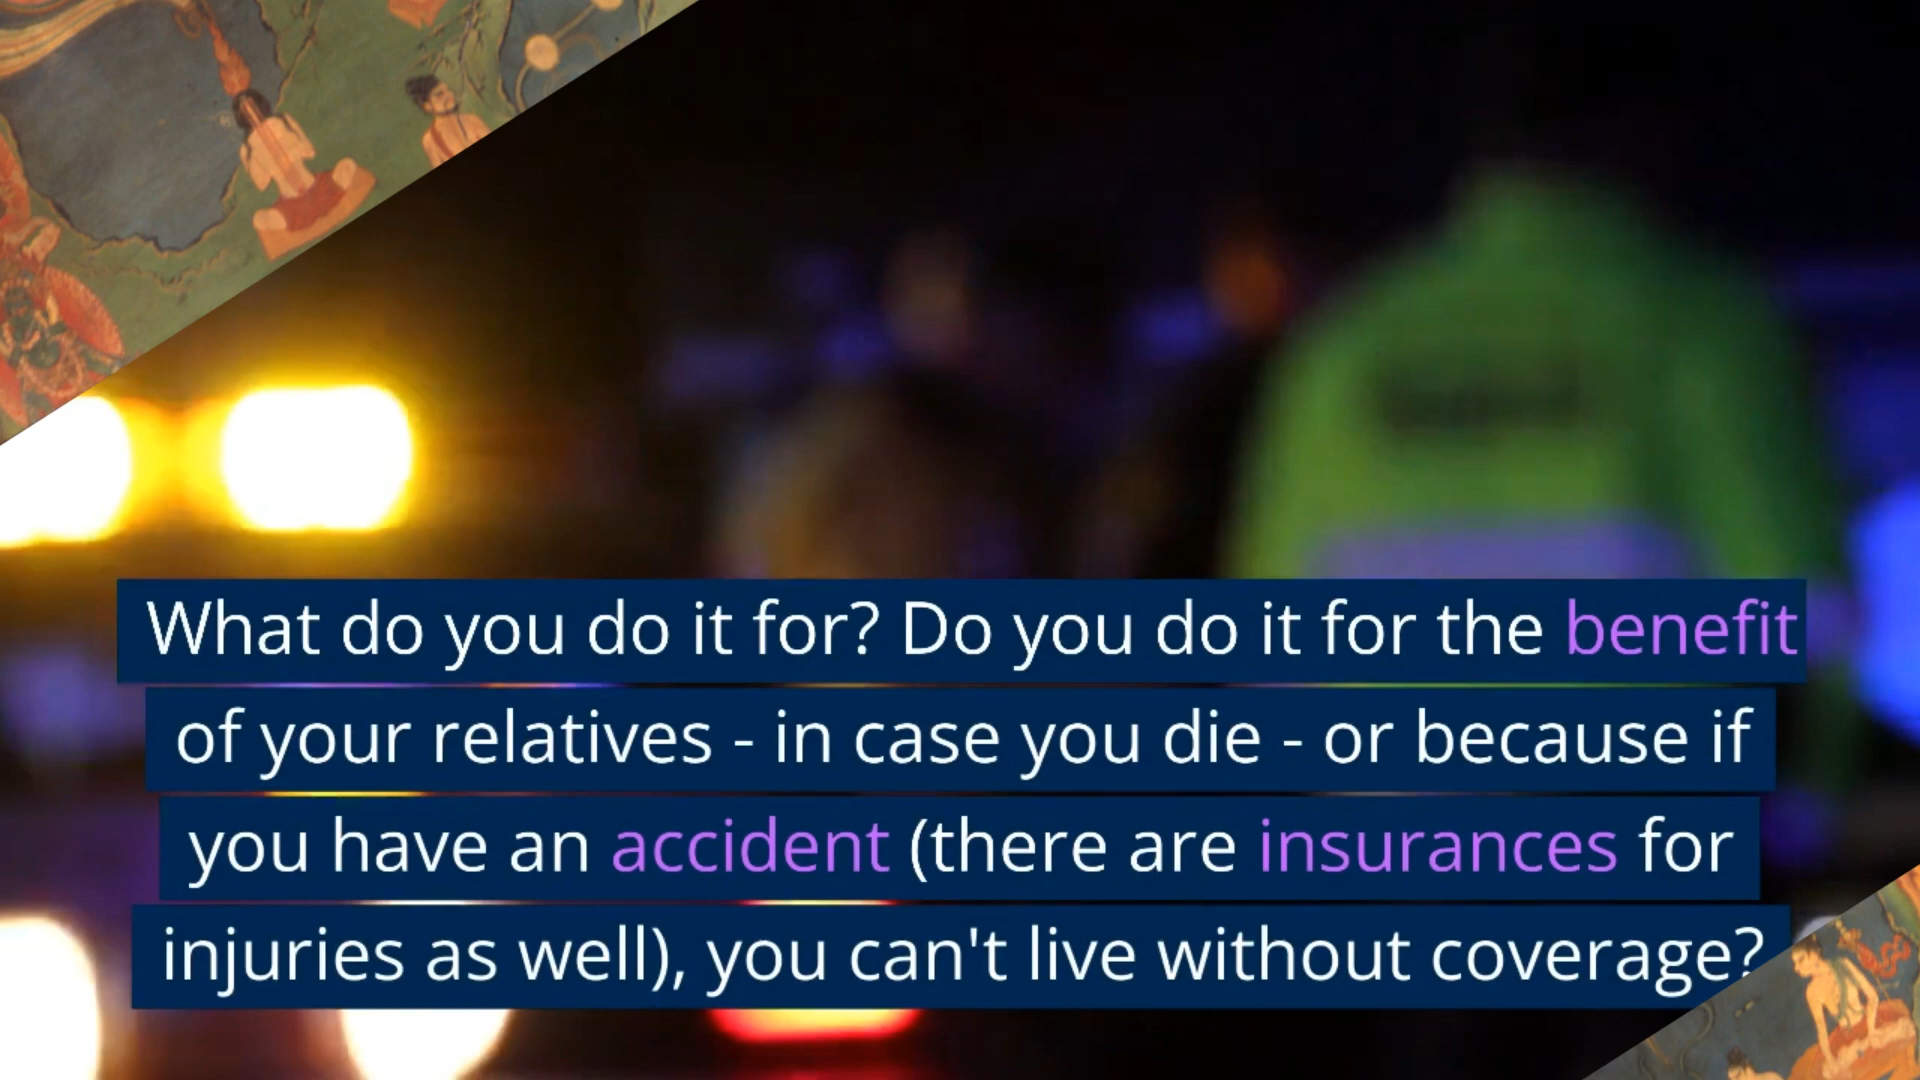 What do you do it for? Do you do it for the benefit
of your relatives - in case you die - or because if
you have an accident (there are insurances for
injuries as well), you can't live without coverage?